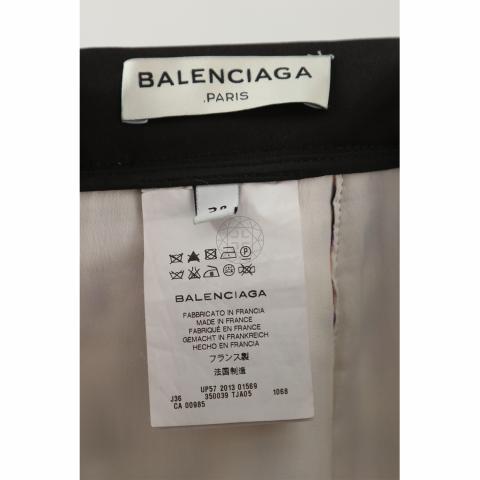 BALENCIAGA
.PARIS
BALENCIAGA
FABBRICATO IN FRANCIA
MADE IN FRANCE
FABRIQUÉ EN FRANCE
GEMACHT IN FRANKREICH
HECHO EN FRANCIA
フランス製
法国制造
UP57 2013 01569
J36 350039 TJA05 1068
CA 00985